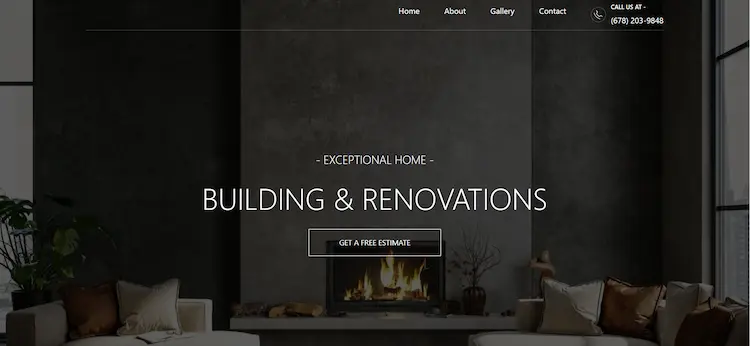 Home About Gallery Contact
CALL US AT -
(678) 203-9848
- EXCEPTIONAL HOME -
BUILDING & RENOVATIONS
GET A FREE ESTIMATE